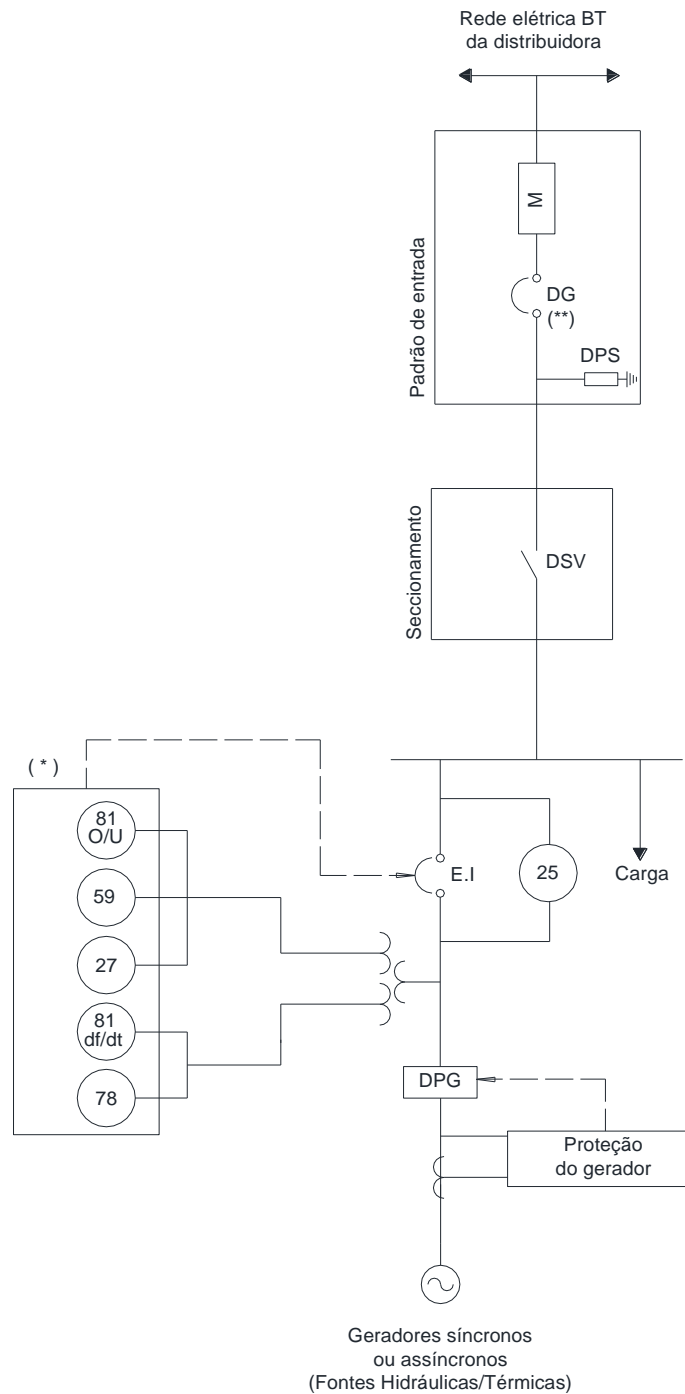 Rede elétrica BT
da distribuidora
Padrão de entrada
M
DG
(**)
DPS
Seccionamento
DSV
( * )
81
O/U
59
27
81
df/dt
78
E.I
25
Carga
DPG
Proteção
do gerador
Geradores síncronos
ou assíncronos
(Fontes Hidráulicas/Térmicas)